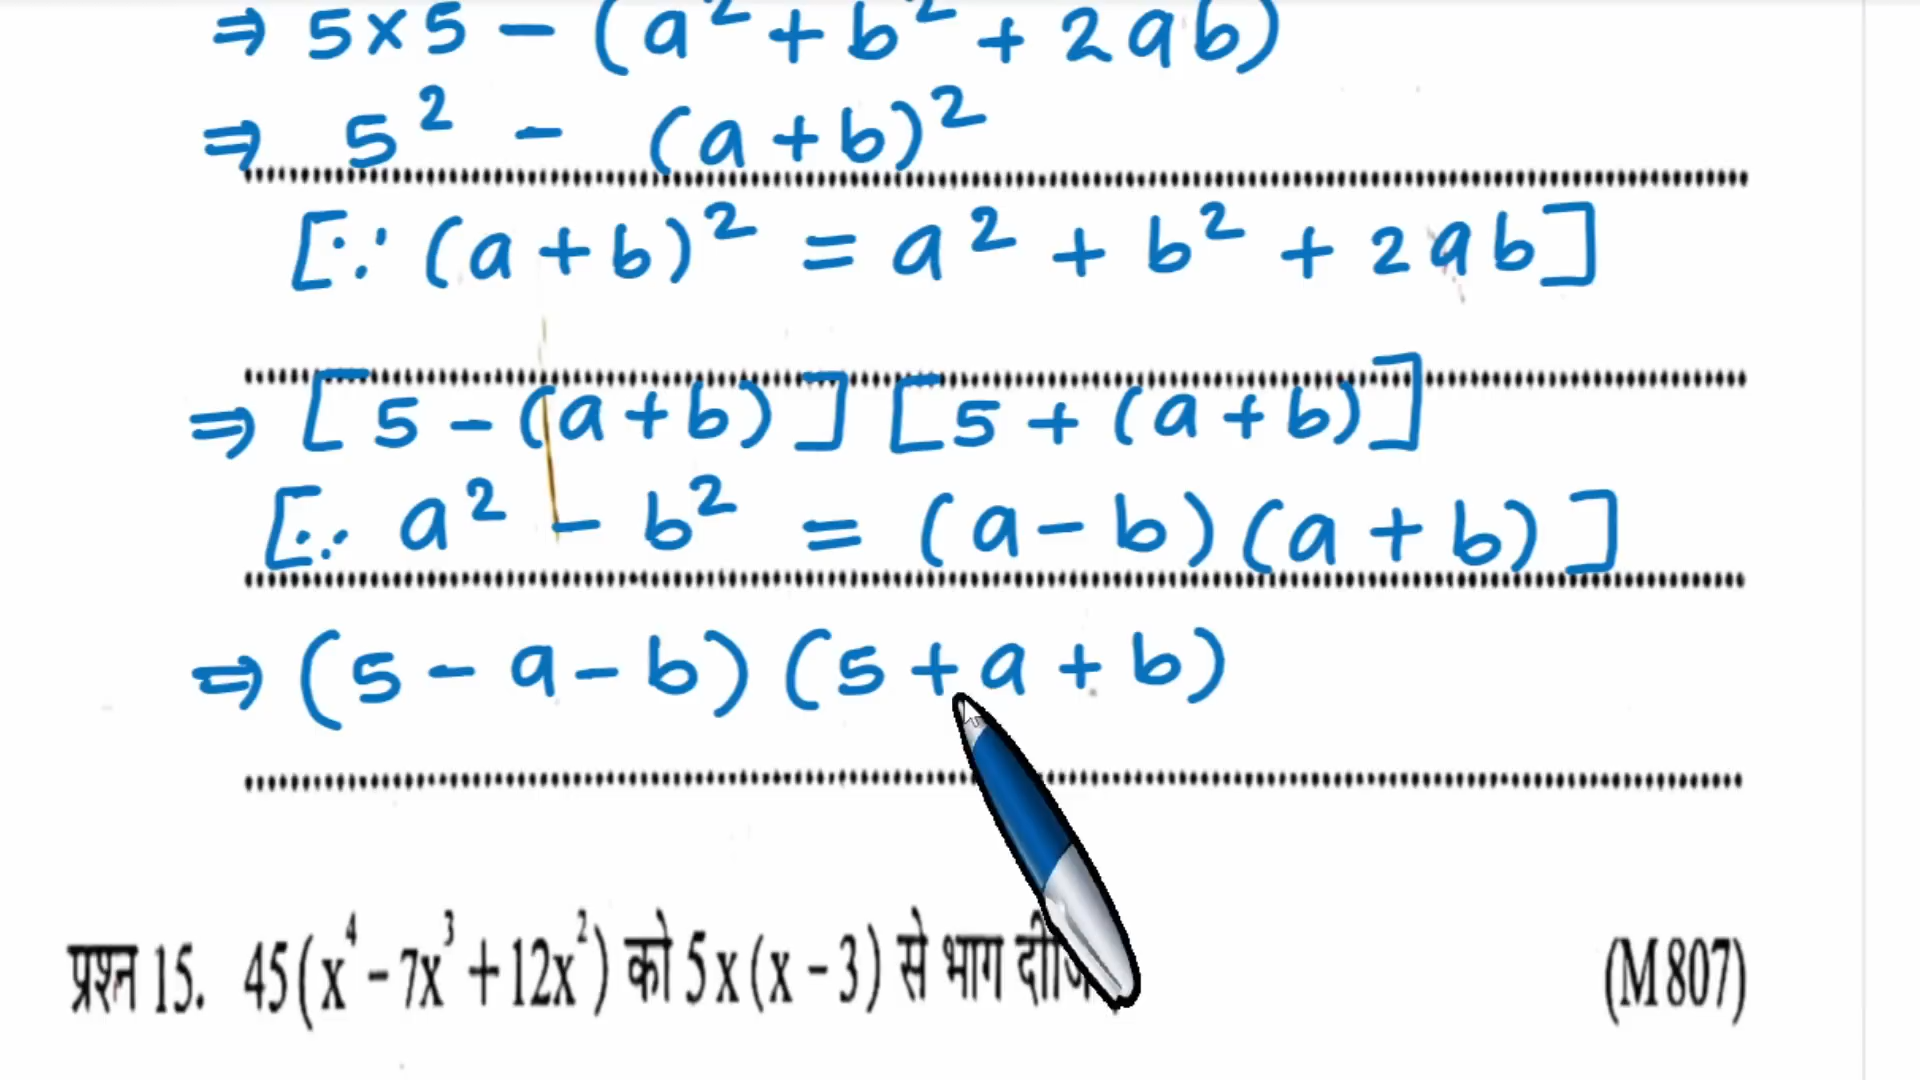 ⇒ 5×5 − (a² + b² + 2ab)
⇒ 5² − (a+b)²
[∵ (a+b)² = a² + b² + 2ab]
⇒ [5 − (a+b)] [5 + (a+b)]
[∵ a² − b² = (a−b)(a+b)]
⇒ (5 − a − b) (5 + a + b)
प्रश्न 15. 45(x⁴ − 7x³ + 12x²) को 5x(x − 3) से भाग (M807)